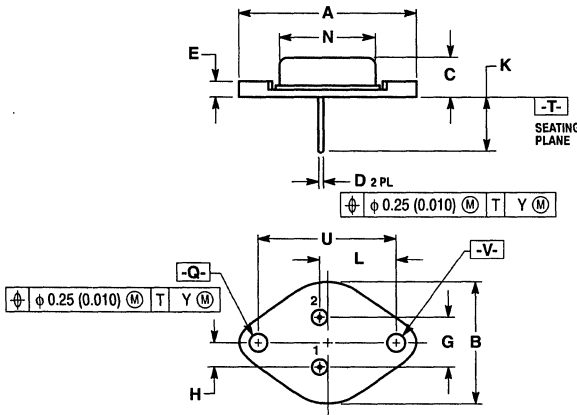 A
N
E
C
K
-T-
SEATING
PLANE
D 2 PL
⌖ ϕ 0.25 (0.010) Ⓜ T Y Ⓜ
U
L
-Q-
-V-
⌖ ϕ 0.25 (0.010) Ⓜ T Y Ⓜ
2
1
G
B
H